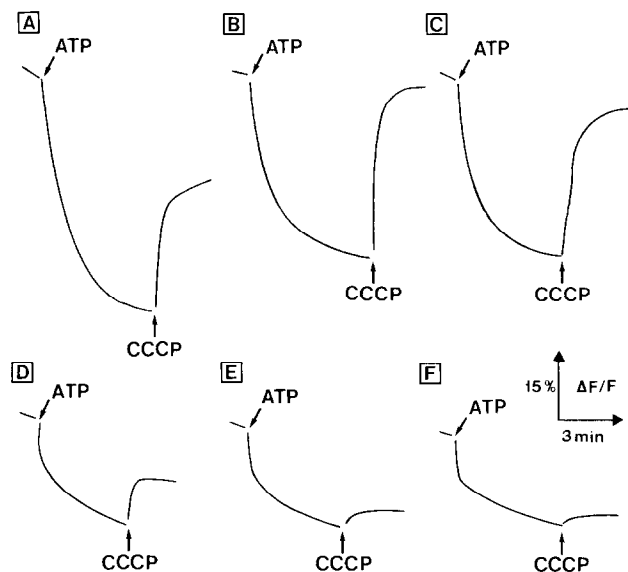 A
ATP
CCCP
B
ATP
CCCP
C
ATP
CCCP
D
ATP
CCCP
E
ATP
CCCP
F
ATP
CCCP
15% ΔF/F
3 min